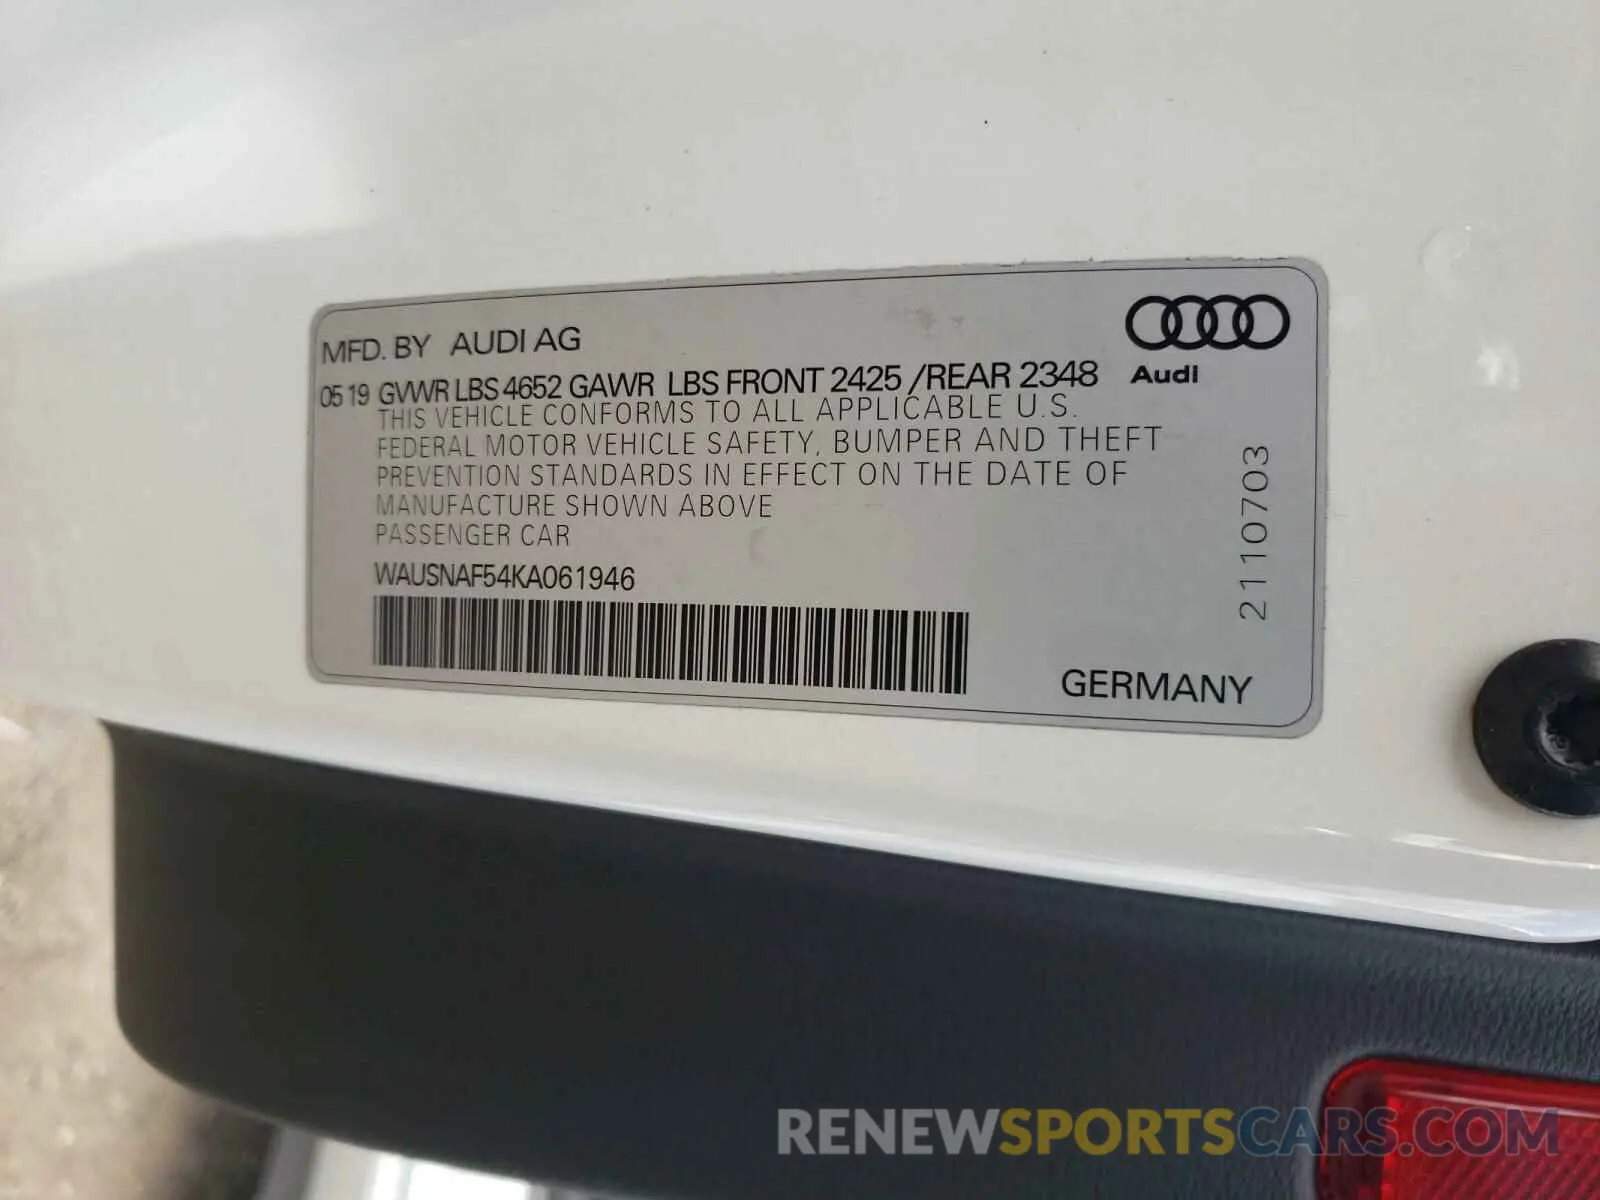 MFD. BY AUDI AG
0519 GVWR LBS 4652 GAWR LBS FRONT 2425 /REAR 2348
Audi
THIS VEHICLE CONFORMS TO ALL APPLICABLE U.S.
FEDERAL MOTOR VEHICLE SAFETY, BUMPER AND THEFT
PREVENTION STANDARDS IN EFFECT ON THE DATE OF
MANUFACTURE SHOWN ABOVE
PASSENGER CAR
WAUSNAF54KA061946
2110703
GERMANY
RENEWSPORTSCARS.COM